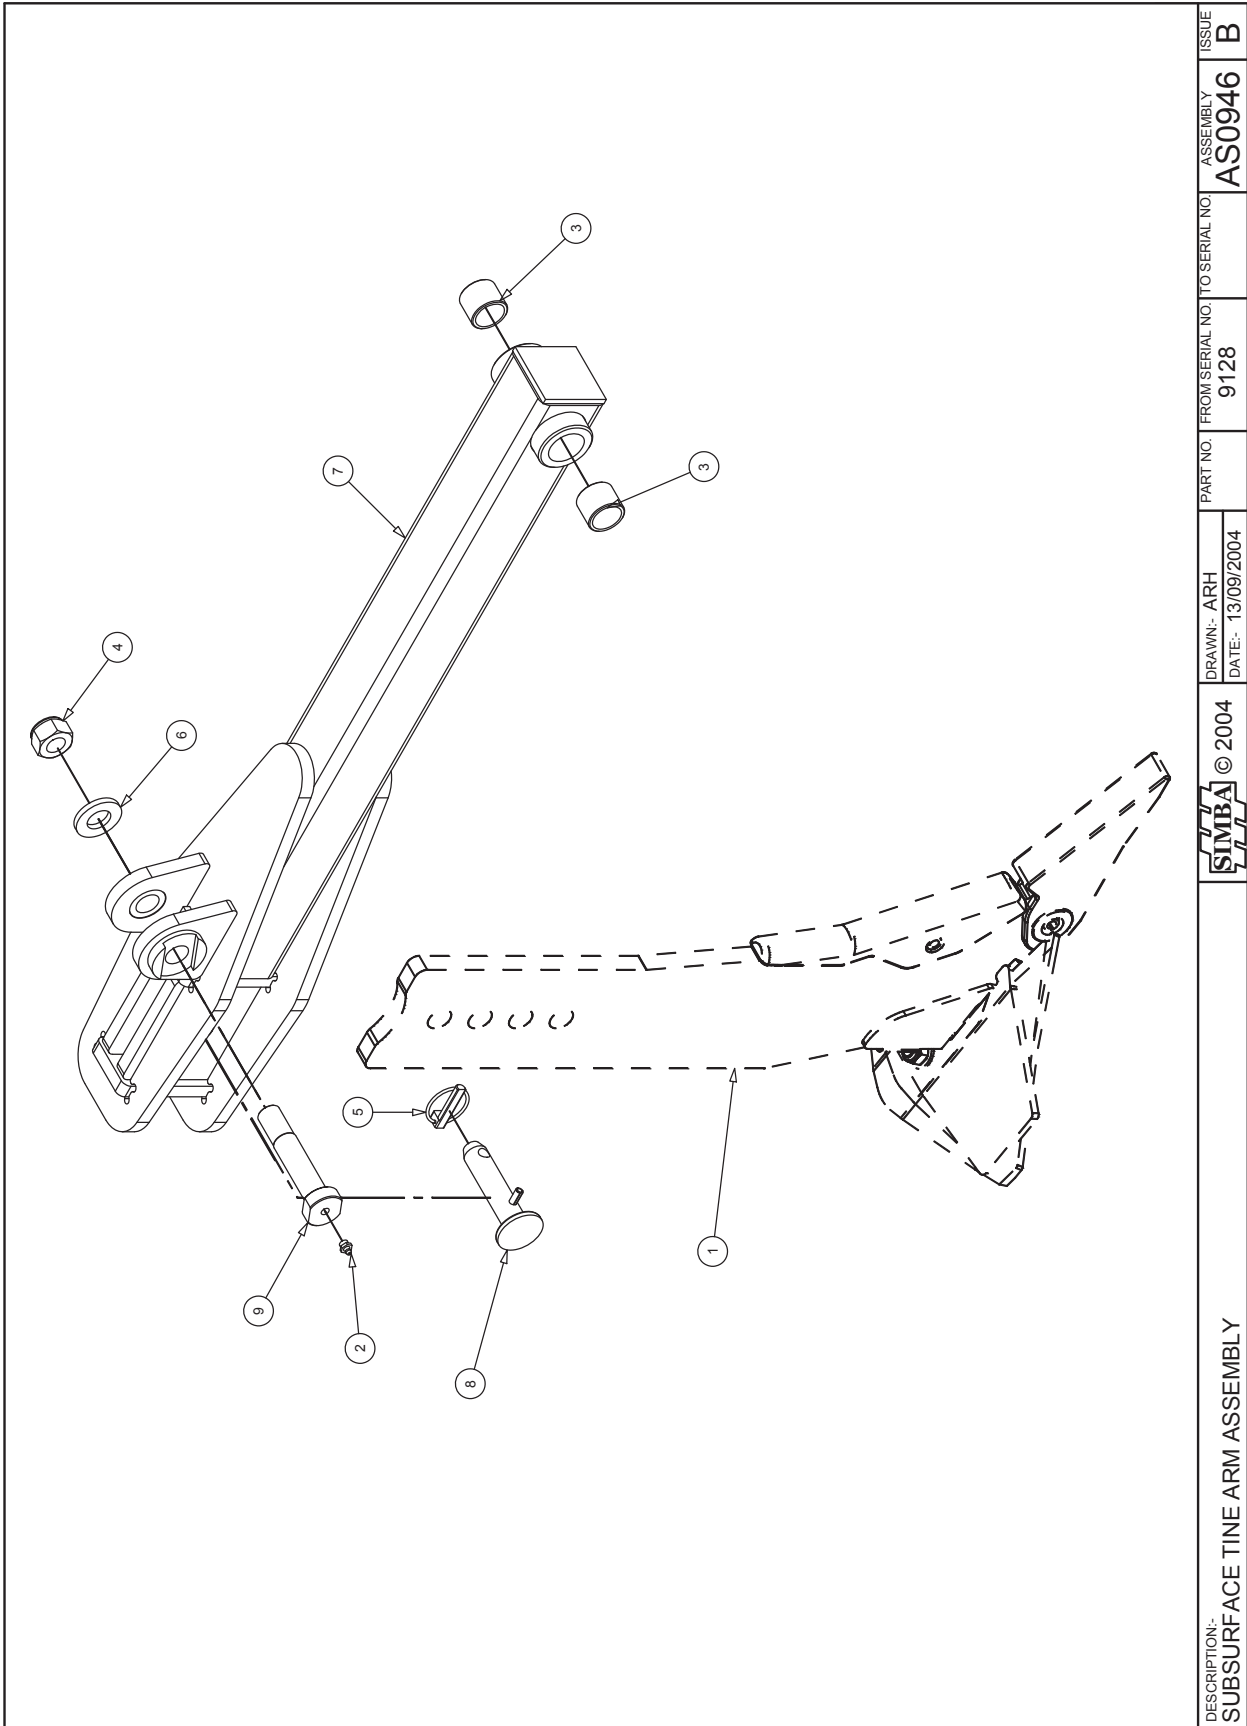 3
3
7
4
6
5
9
2
8
1
DESCRIPTION:-
SUBSURFACE TINE ARM ASSEMBLY
SIMBA © 2004
DRAWN:- ARH
DATE:- 13/09/2004
PART NO.
FROM SERIAL NO.
9128
TO SERIAL NO.
ASSEMBLY
AS0946
ISSUE
B